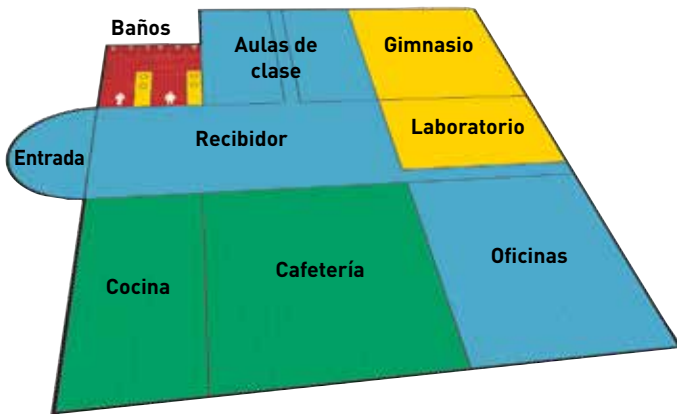 Baños
Aulas de
clase
Gimnasio
Entrada
Recibidor
Laboratorio
Cocina
Cafetería
Oficinas